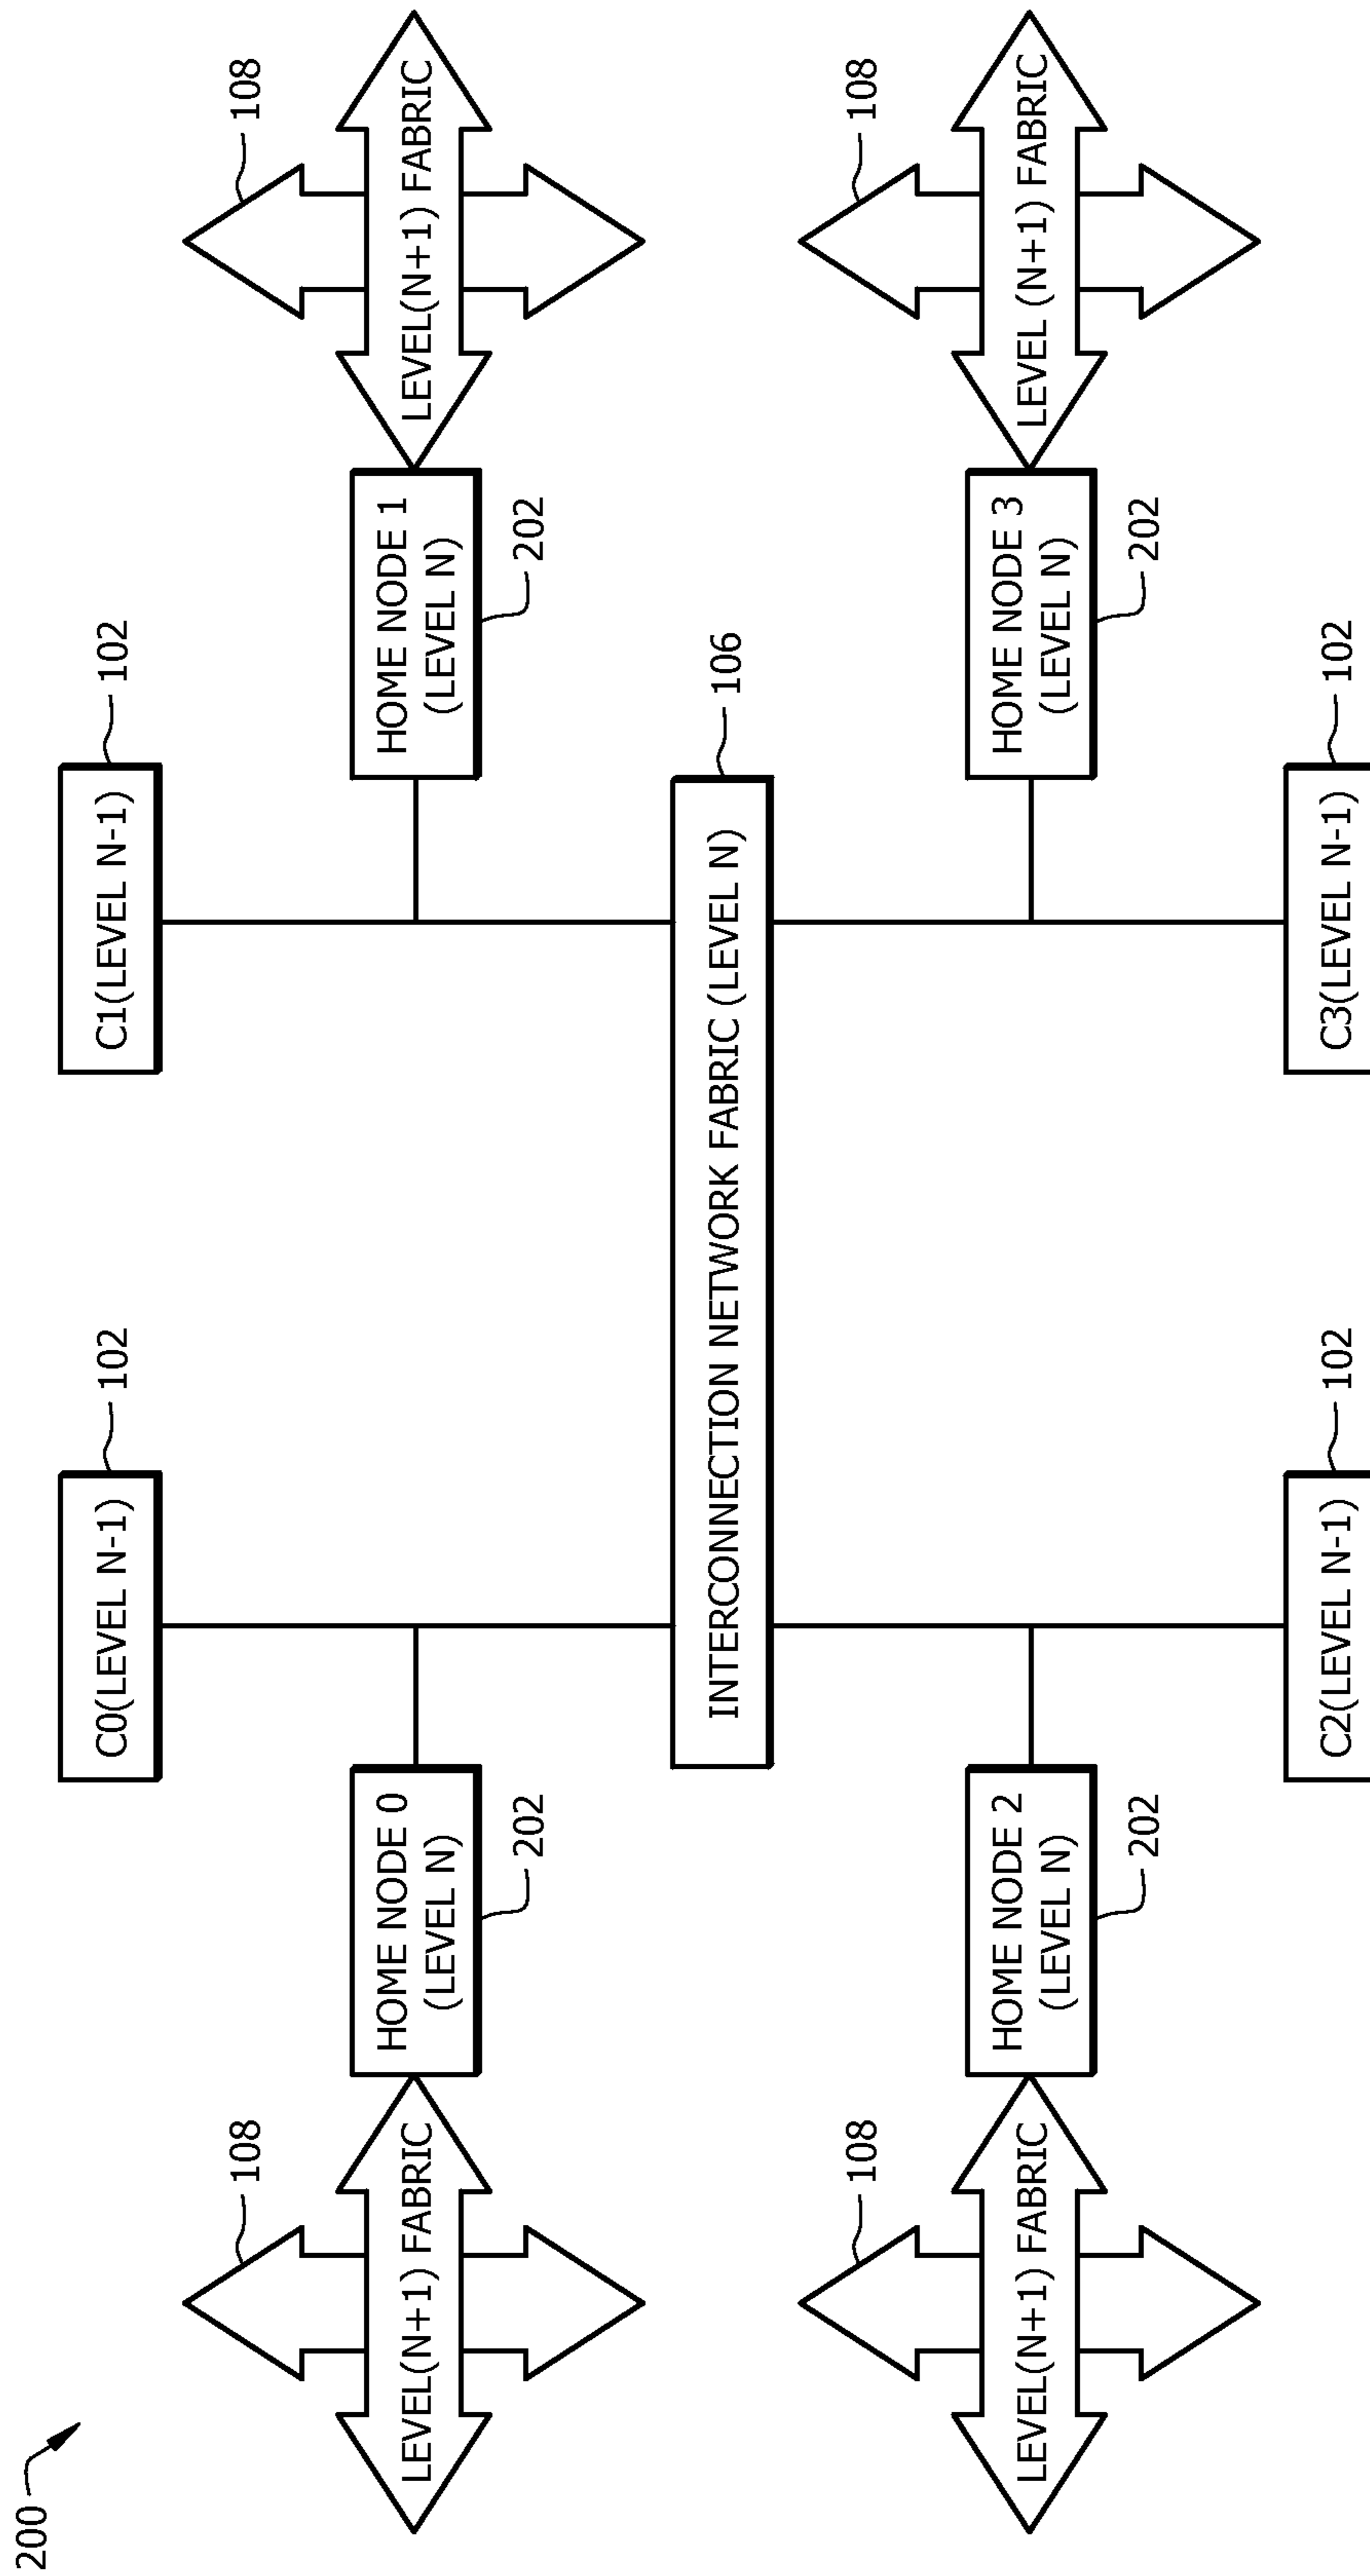 200
C0(LEVEL N-1)
102
C1(LEVEL N-1)
102
108
108
LEVEL(N+1) FABRIC
HOME NODE 0
(LEVEL N)
HOME NODE 1
(LEVEL N)
LEVEL(N+1) FABRIC
202
202
INTERCONNECTION NETWORK FABRIC (LEVEL N)
106
108
108
LEVEL(N+1) FABRIC
HOME NODE 2
(LEVEL N)
HOME NODE 3
(LEVEL N)
LEVEL (N+1) FABRIC
202
202
C2(LEVEL N-1)
102
C3(LEVEL N-1)
102